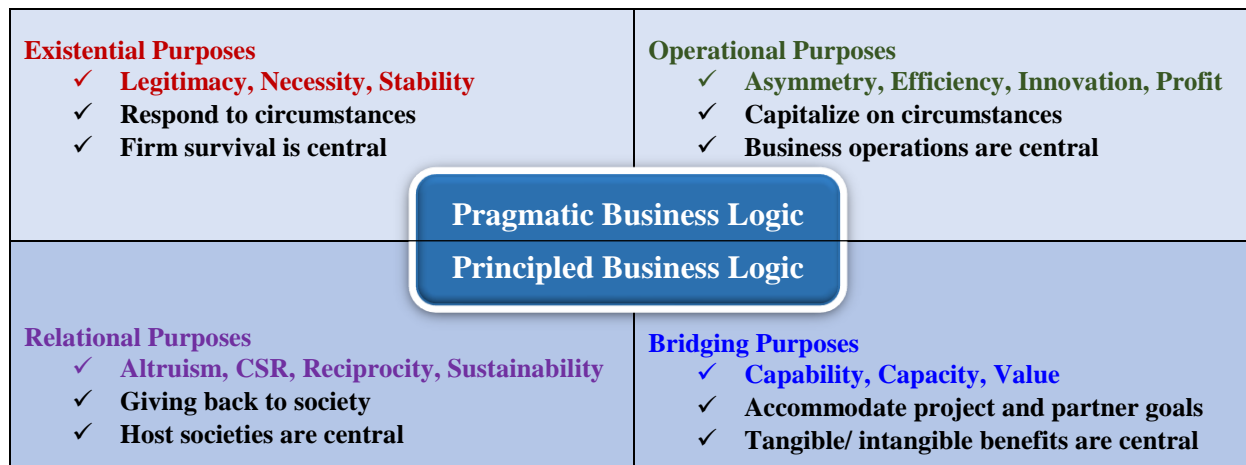 Existential Purposes
✓ Legitimacy, Necessity, Stability
✓ Respond to circumstances
✓ Firm survival is central
Operational Purposes
✓ Asymmetry, Efficiency, Innovation, Profit
✓ Capitalize on circumstances
✓ Business operations are central
Pragmatic Business Logic
Principled Business Logic
Relational Purposes
✓ Altruism, CSR, Reciprocity, Sustainability
✓ Giving back to society
✓ Host societies are central
Bridging Purposes
✓ Capability, Capacity, Value
✓ Accommodate project and partner goals
✓ Tangible/ intangible benefits are central